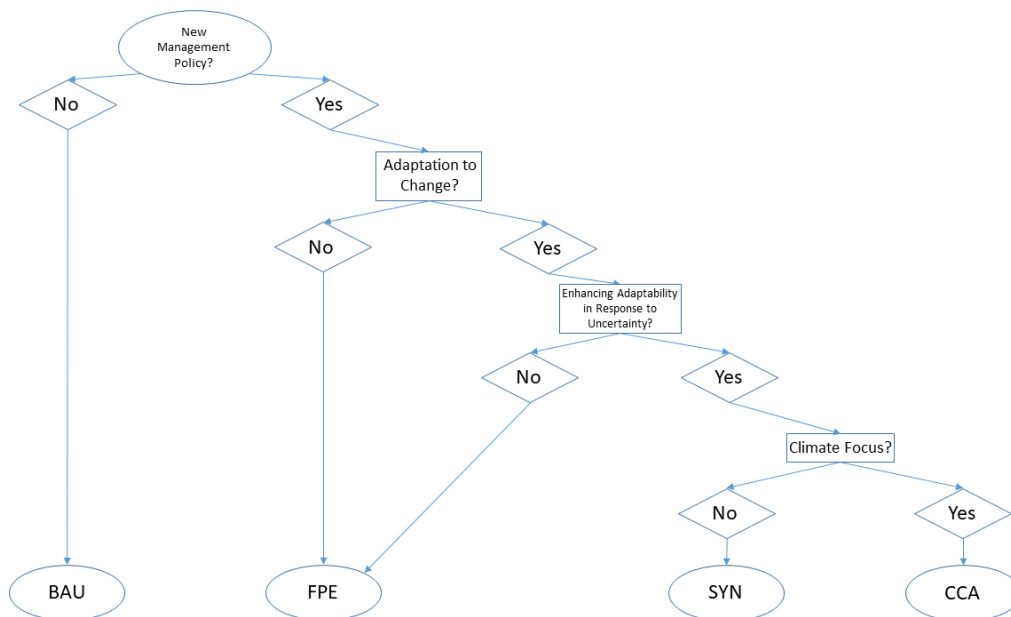 New
Management
Policy?
No
Yes
Adaptation to
Change?
No
Yes
Enhancing Adaptability
in Response to
Uncertainty?
No
Yes
Climate Focus?
No
Yes
BAU
FPE
SYN
CCA